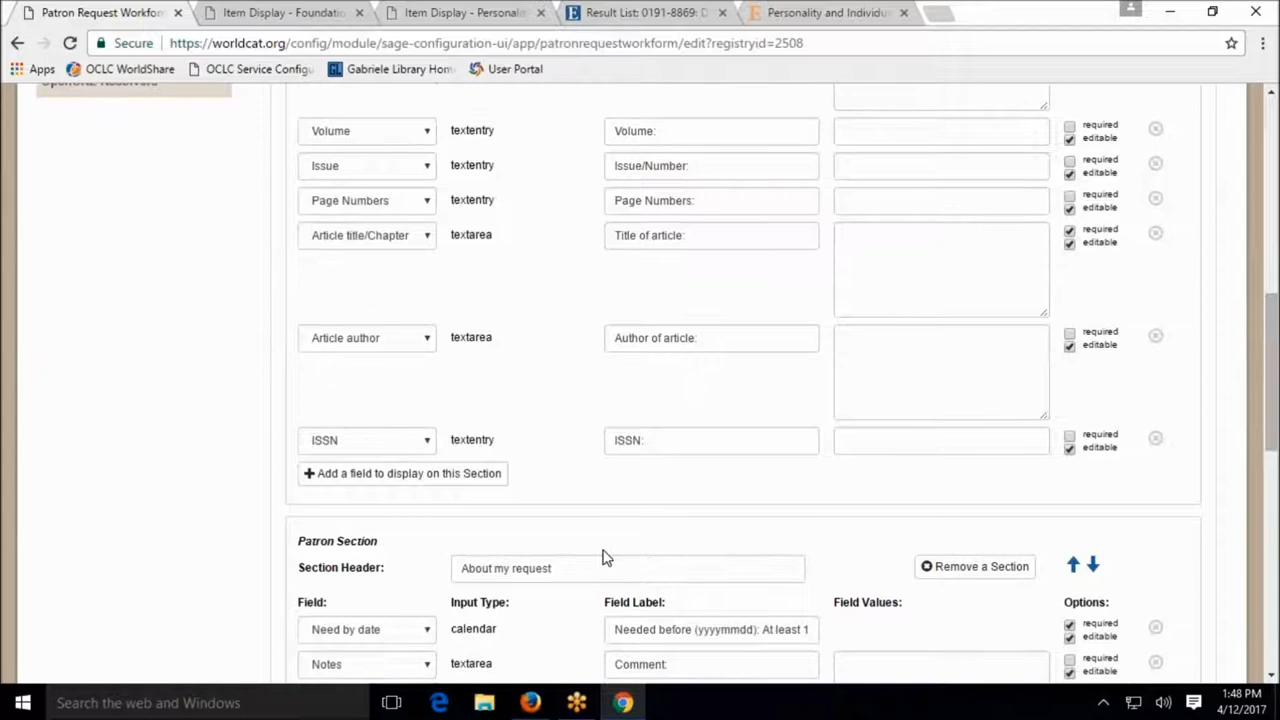 Patron Request Workfor
Item Display - Foundatio
Item Display - Personali
Result List: 0191-8869: D
Personality and Individu
Secure
https://worldcat.org/config/module/sage-configuration-ui/app/patronrequestworkform/edit?registryid=2508
Apps
OCLC WorldShare
OCLC Service Configu
Gabriele Library Hom
User Portal
Volume
textentry
Volume:
required
editable
Issue
textentry
Issue/Number:
required
editable
Page Numbers
textentry
Page Numbers:
required
editable
Article title/Chapter
textarea
Title of article:
required
editable
Article author
textarea
Author of article:
required
editable
ISSN
textentry
ISSN:
required
editable
Add a field to display on this Section
Patron Section
Section Header:
About my request
Remove a Section
Field:
Input Type:
Field Label:
Field Values:
Options:
Need by date
calendar
Needed before (yyyymmdd): At least 1
required
editable
Notes
textarea
Comment:
required
editable
Search the web and Windows
1:48 PM
4/12/2017